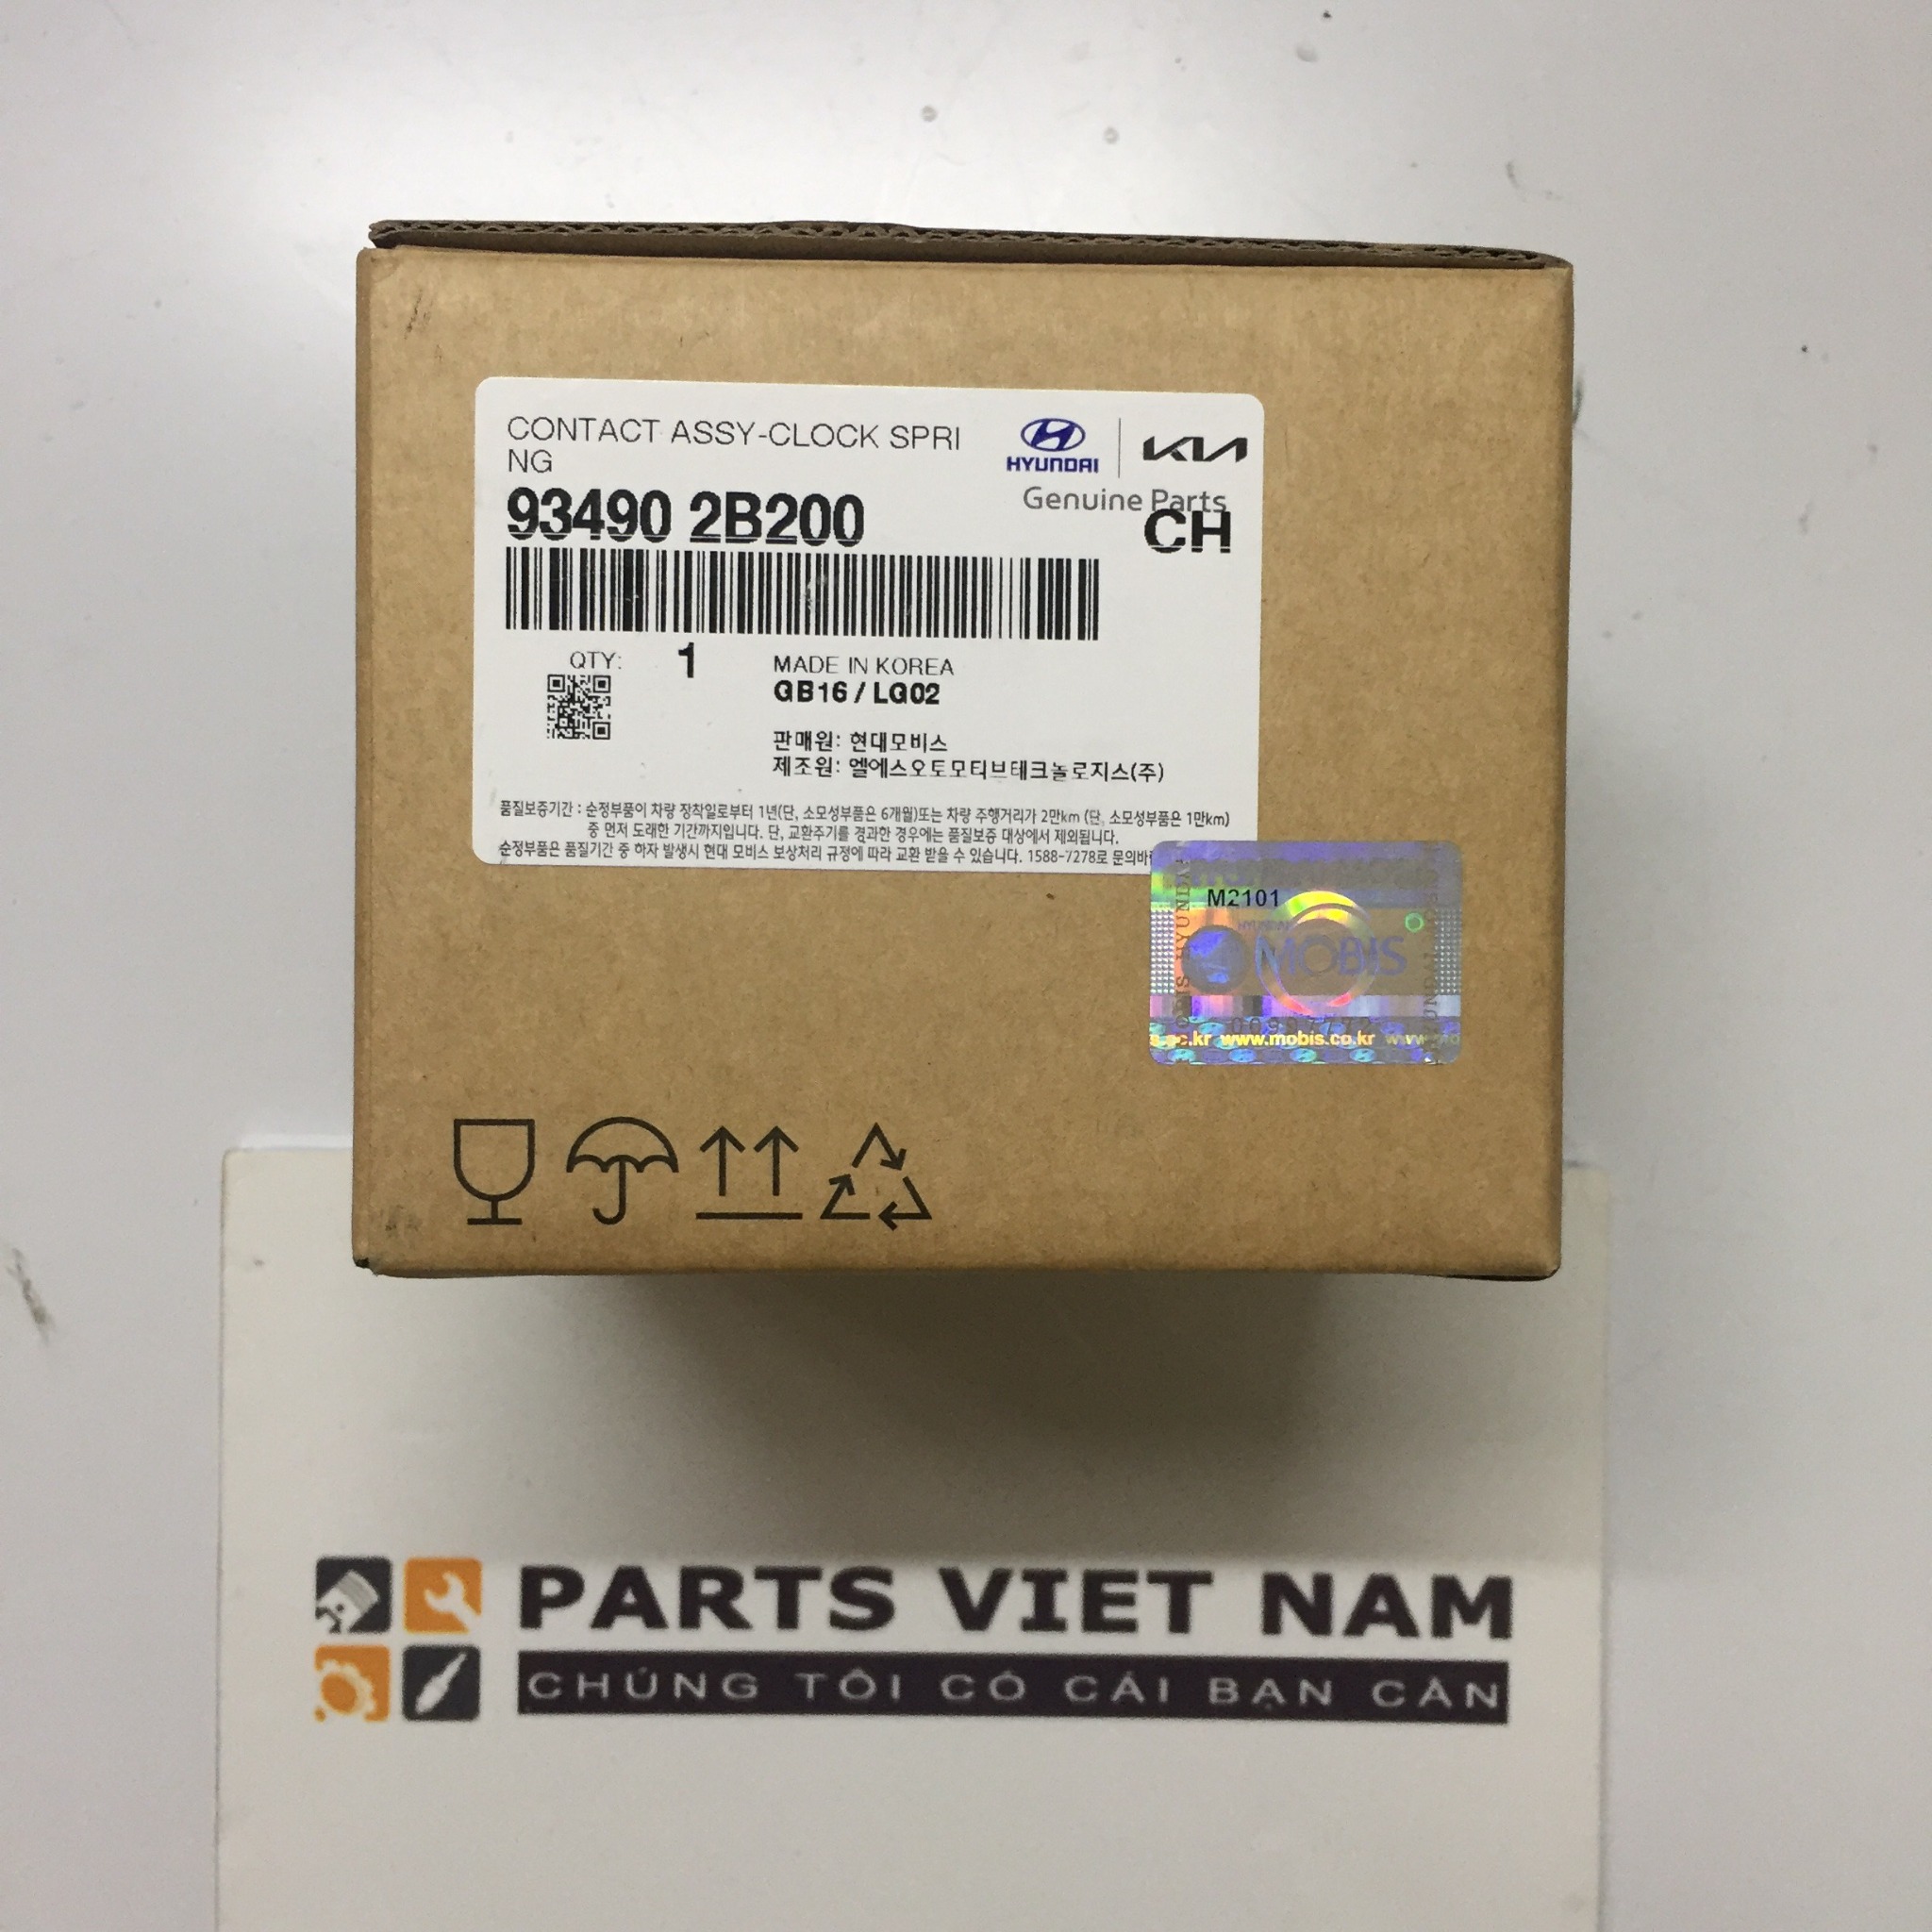 CONTACT ASSY-CLOCK SPRI
NG
HYUNDAI
KIA
Genuine Parts
93490 2B200
CH
QTY: 1
MADE IN KOREA
GB16 / LG02
판매원: 현대모비스
제조원: 엘에스오토모티브테크놀로지스(주)
품질보증기간 : 순정부품이 차량 장착일로부터 1년(단, 소모성부품은 6개월)또는 차량 주행거리가 2만km (단, 소모성부품은 1만km)
중 먼저 도래한 기간까지입니다. 단, 교환주기를 경과한 경우에는 품질보증 대상에서 제외됩니다.
순정부품은 품질기간 중 하자 발생시 현대 모비스 보상처리 규정에 따라 교환 받을 수 있습니다. 1588-7278로 문의바
M2101
HYUNDAI
MOBIS
www.mobis.co.kr
PARTS VIET NAM
CHÚNG TÔI CÓ CÁI BẠN CẦN